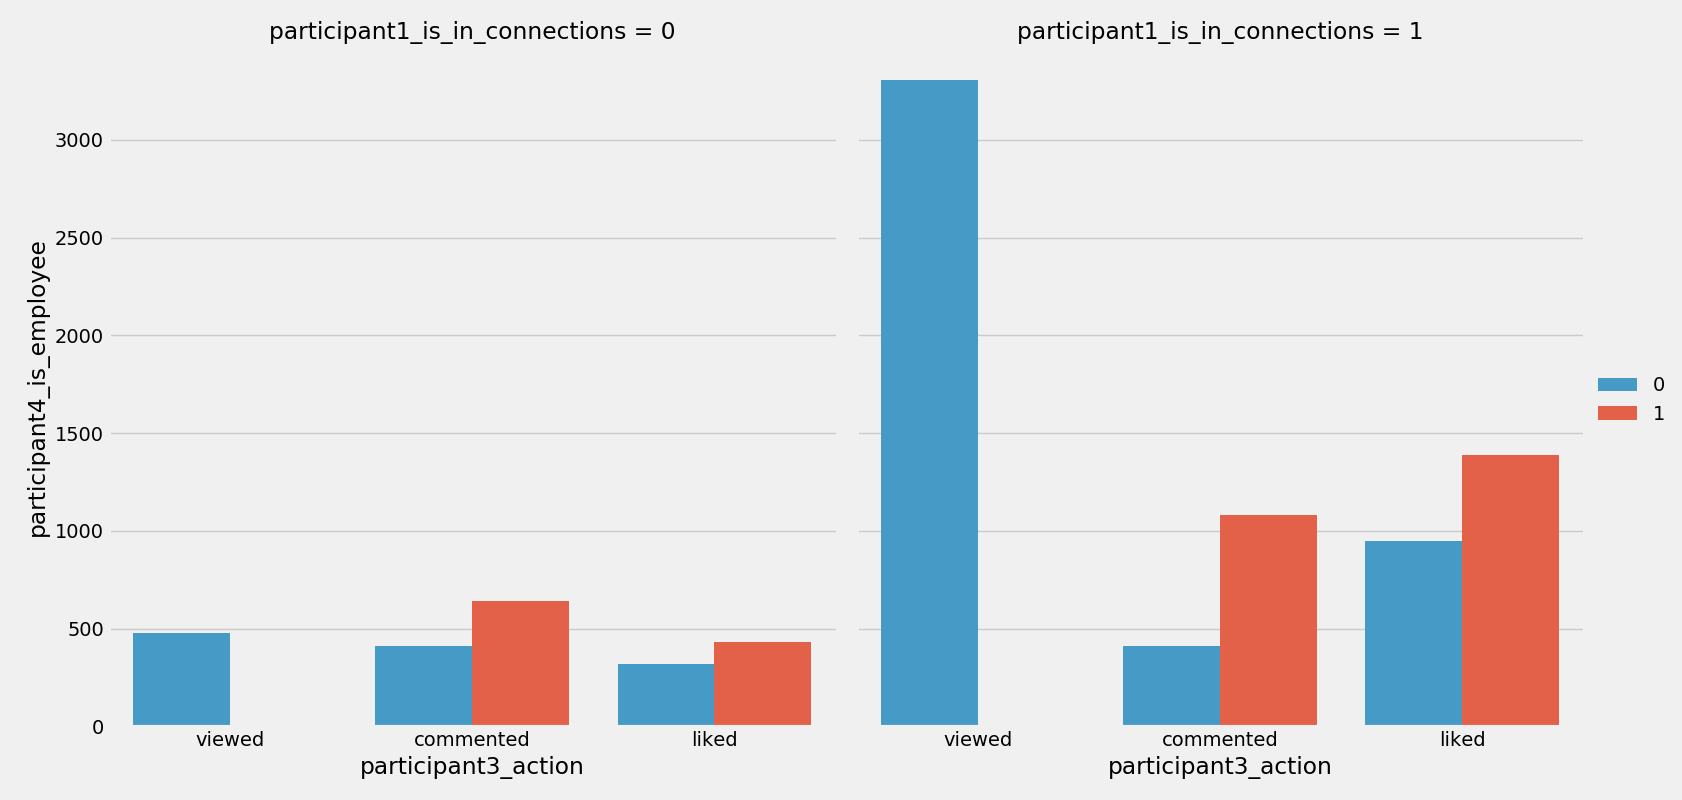 participant1_is_in_connections = 0
participant1_is_in_connections = 1
participant4_is_employee
3000
2500
2000
1500
1000
500
0
viewed
commented
liked
participant3_action
viewed
commented
liked
participant3_action
0
1